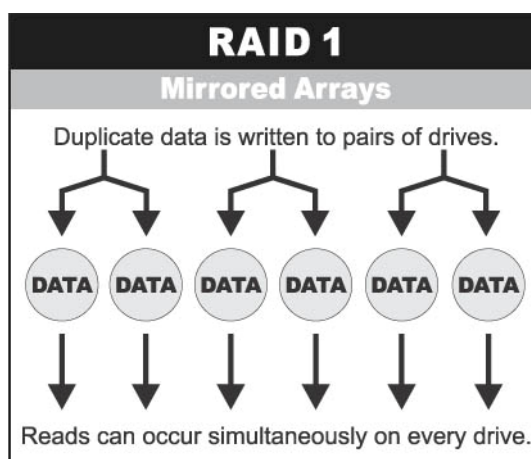 RAID 1
Mirrored Arrays
Duplicate data is written to pairs of drives.
DATA DATA DATA DATA DATA DATA
Reads can occur simultaneously on every drive.